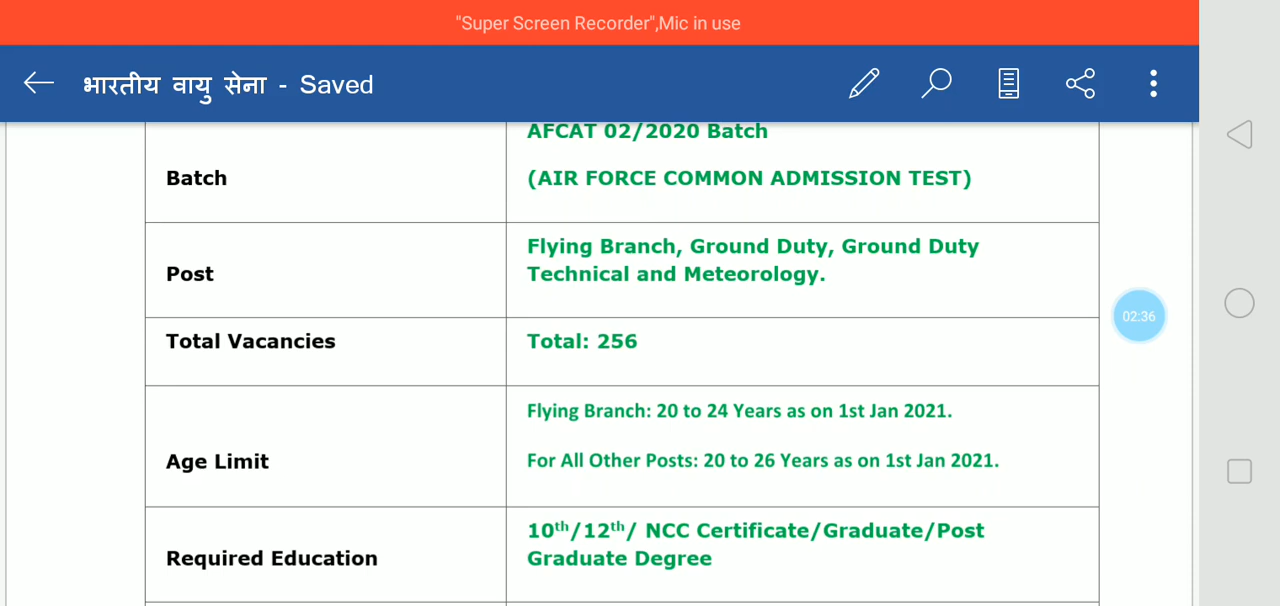 "Super Screen Recorder",Mic in use
भारतीय वायु सेना - Saved
AFCAT 02/2020 Batch
Batch
(AIR FORCE COMMON ADMISSION TEST)
Flying Branch, Ground Duty, Ground Duty
Post
Technical and Meteorology.
02:36
Total Vacancies
Total: 256
Flying Branch: 20 to 24 Years as on 1st Jan 2021.
Age Limit
For All Other Posts: 20 to 26 Years as on 1st Jan 2021.
10th/12th/ NCC Certificate/Graduate/Post
Required Education
Graduate Degree